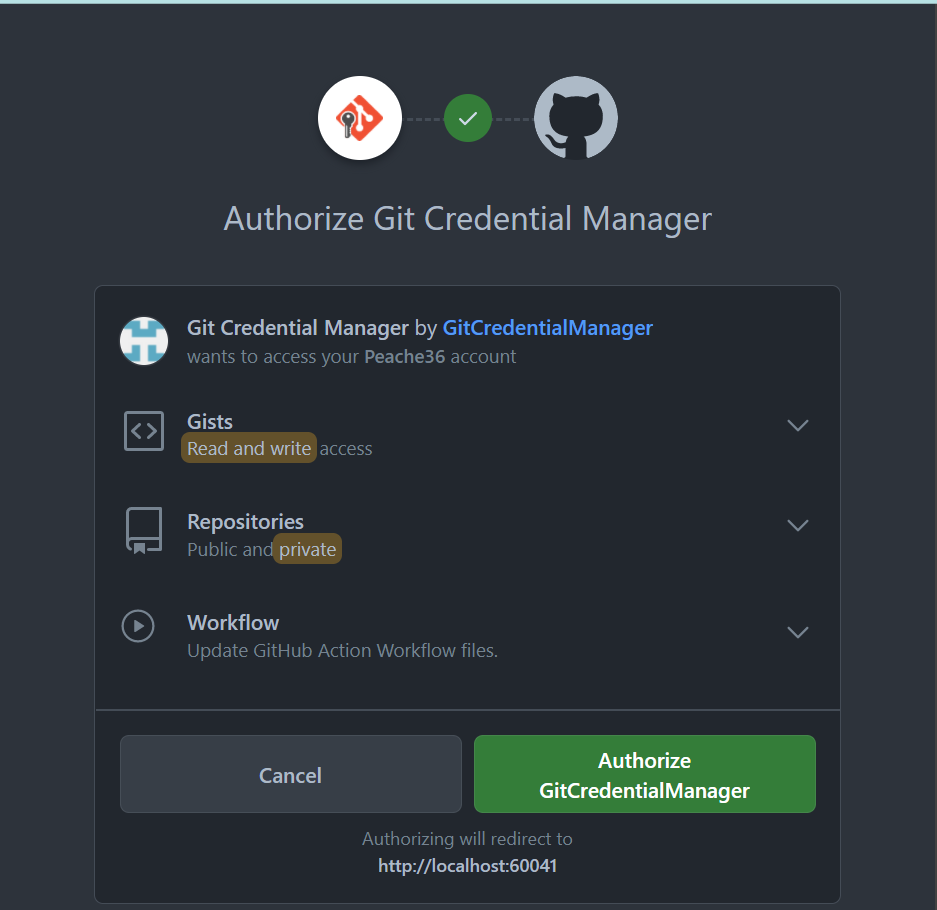 Authorize Git Credential Manager
Git Credential Manager by GitCredentialManager
wants to access your Peache36 account
Gists
Read and write access
Repositories
Public and private
Workflow
Update GitHub Action Workflow files.
Cancel
Authorize
GitCredentialManager
Authorizing will redirect to
http://localhost:60041